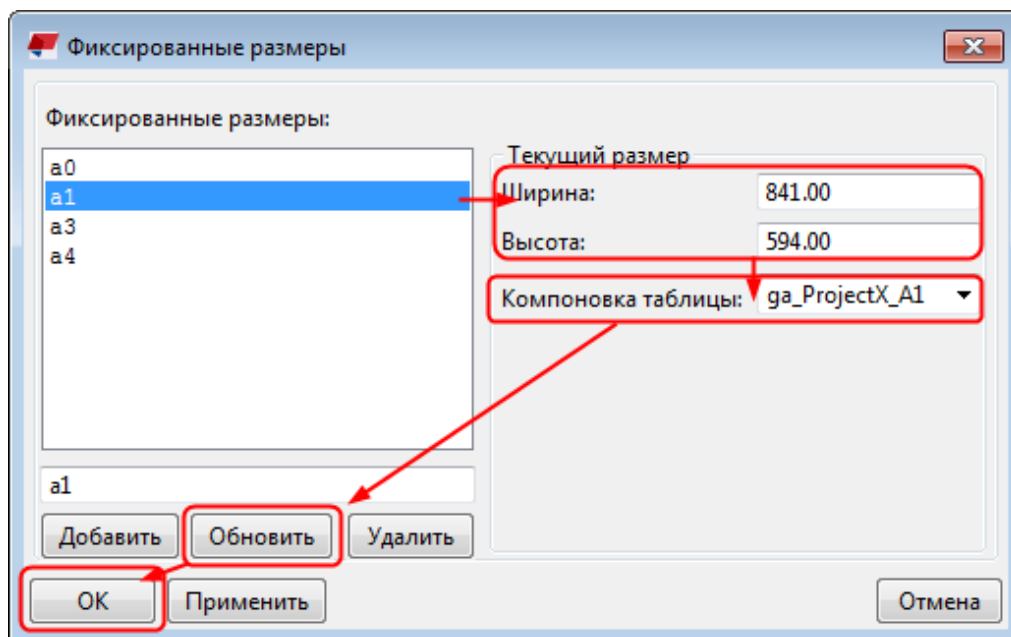 Фиксированные размеры
Фиксированные размеры:
a0
a1
a3
a4
a1
Добавить
Обновить
Удалить
Текущий размер
Ширина:
841.00
Высота:
594.00
Компоновка таблицы:
ga_ProjectX_A1
OK
Применить
Отмена